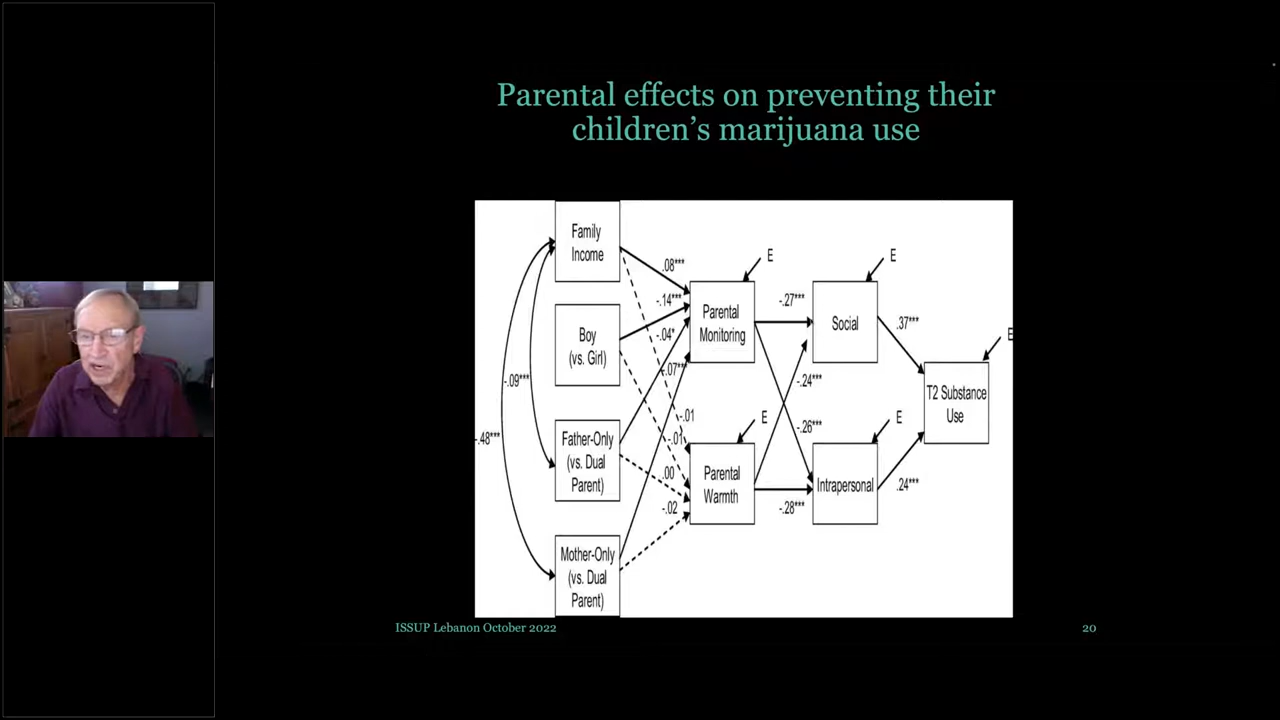 Parental effects on preventing their
children's marijuana use
Family
Income
E
E
.08***
-.14***
Parental
Monitoring
-.27***
Social
Boy
(vs. Girl)
-.04*
.37***
E
-.07***
-.09***
-.24***
T2 Substance
Use
-.01
-.26***
-.01
E
E
-.48***
Father-Only
(vs. Dual
Parent)
.00
Parental
Warmth
Intrapersonal
.24***
-.02
-.28***
Mother-Only
(vs. Dual
Parent)
ISSUP Lebanon October 2022
20